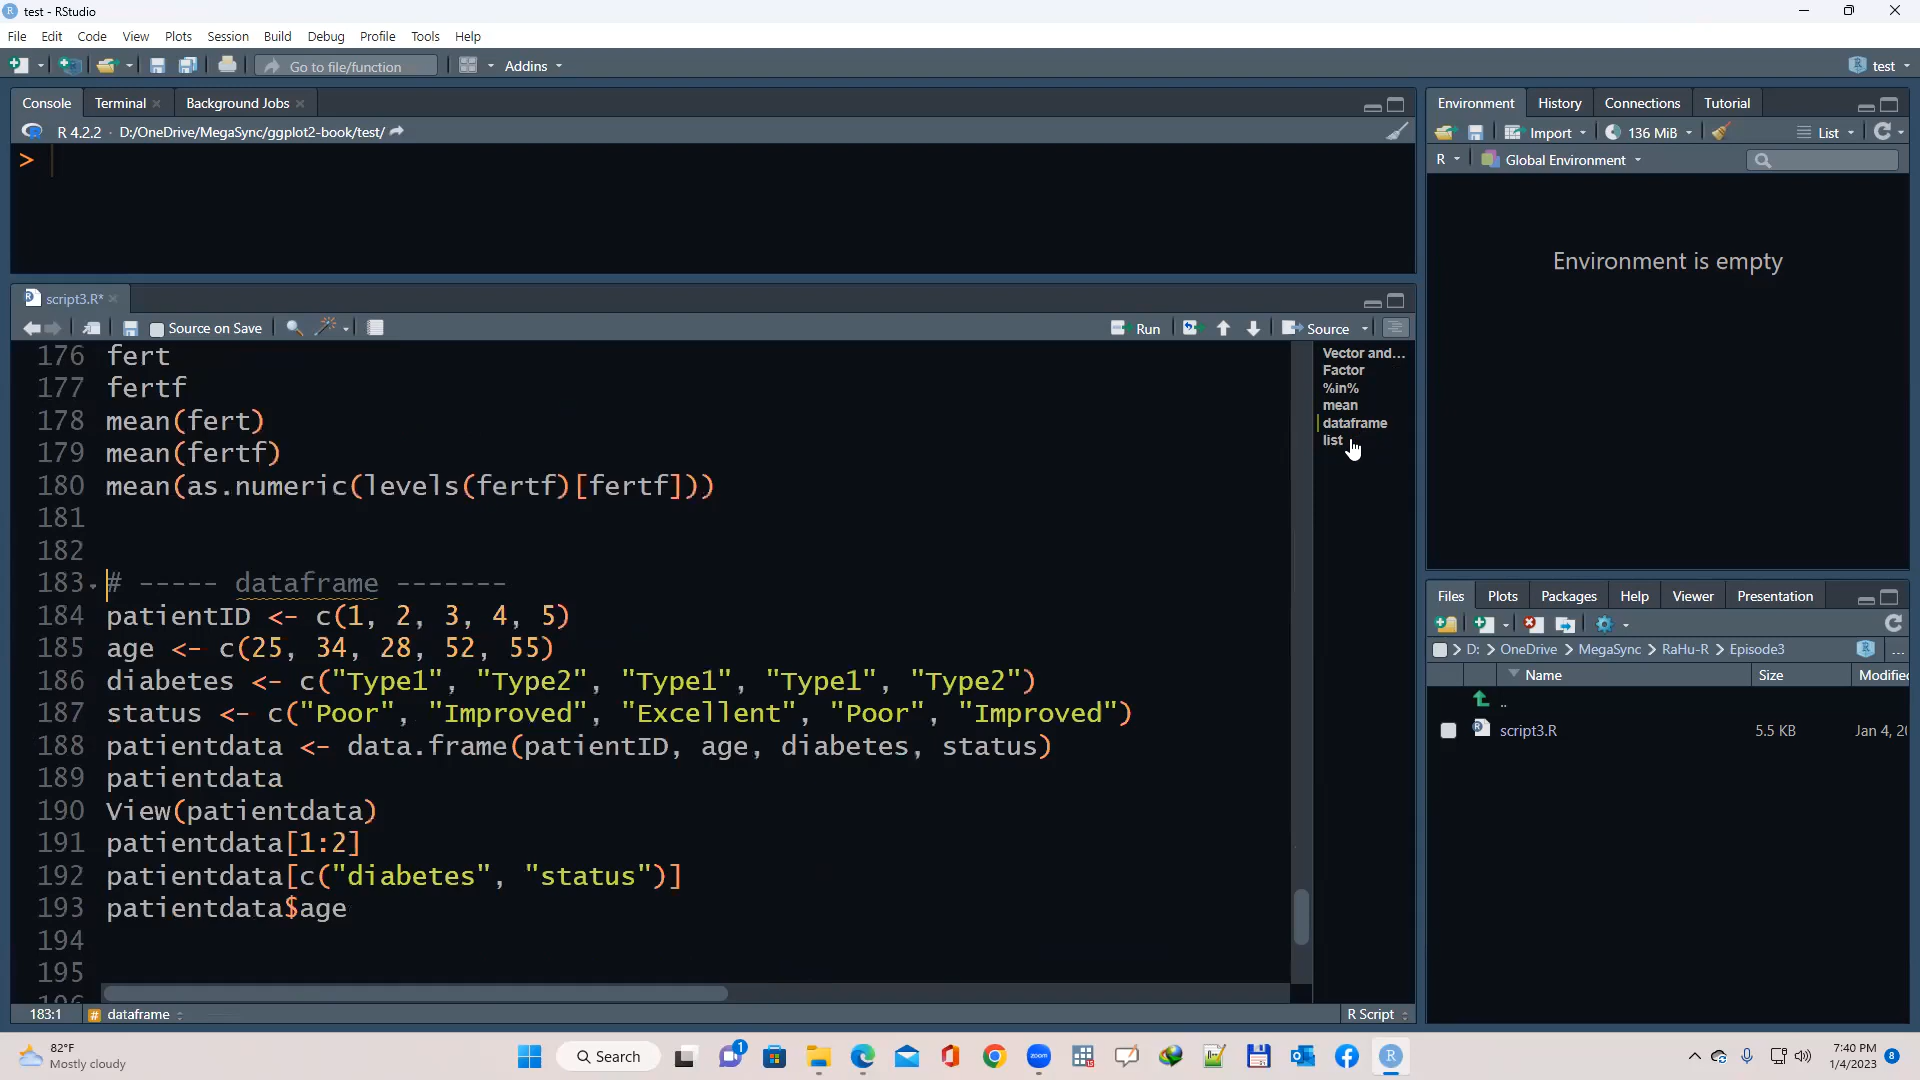 test - RStudio
File Edit Code View Plots Session Build Debug Profile Tools Help
Go to file/function Addins test
Console Terminal Background Jobs
R 4.2.2 · D:/OneDrive/MegaSync/ggplot2-book/test/
>
script3.R*
Source on Save Run Source
176 fert
177 fertf
178 mean(fert)
179 mean(fertf)
180 mean(as.numeric(levels(fertf)[fertf]))
181
182
183 # ----- dataframe -------
184 patientID <- c(1, 2, 3, 4, 5)
185 age <- c(25, 34, 28, 52, 55)
186 diabetes <- c("Type1", "Type2", "Type1", "Type1", "Type2")
187 status <- c("Poor", "Improved", "Excellent", "Poor", "Improved")
188 patientdata <- data.frame(patientID, age, diabetes, status)
189 patientdata
190 View(patientdata)
191 patientdata[1:2]
192 patientdata[c("diabetes", "status")]
193 patientdata$age
194
195
196
Vector and...
Factor
%in%
mean
dataframe
list
183:1 # dataframe R Script
Environment History Connections Tutorial
Import 136 MiB List
R Global Environment
Environment is empty
Files Plots Packages Help Viewer Presentation
D: > OneDrive > MegaSync > RaHu-R > Episode3 ...
Name Size Modified
..
script3.R 5.5 KB Jan 4, 20
82°F
Mostly cloudy
Search
1
zoom
7:40 PM
1/4/2023
8